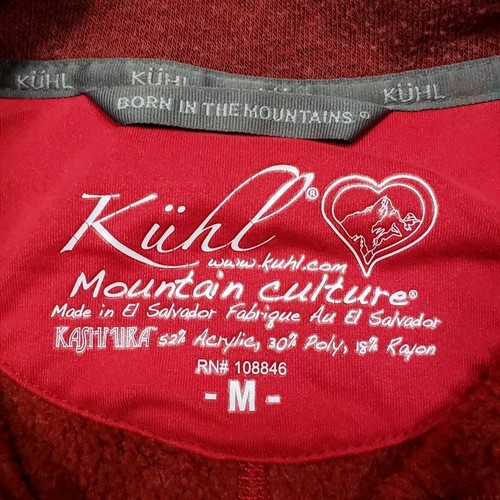 KÜHL KÜHL KÜHL
BORN IN THE MOUNTAINS®
Kühl®
www.kuhl.com
Mountain culture®
Made in El Salvador Fabrique Au El Salvador
KASHMIRA 52% Acrylic, 30% Poly, 18% Rayon
RN# 108846
- M -